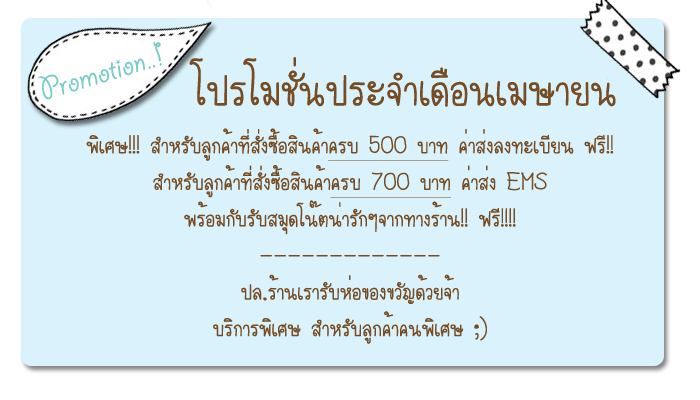 Promotion..!
โปรโมชั่นประจำเดือนเมษายน
พิเศษ!!! สำหรับลูกค้าที่สั่งซื้อสินค้าครบ 500 บาท ค่าส่งลงทะเบียน ฟรี!!
สำหรับลูกค้าที่สั่งซื้อสินค้าครบ 700 บาท ค่าส่ง EMS
พร้อมกับรับสมุดโน๊ตน่ารักๆจากทางร้าน!! ฟรี!!!!
-------------
ปล.ร้านเรารับห่อของขวัญด้วยจ้า
บริการพิเศษ สำหรับลูกค้าคนพิเศษ ;)